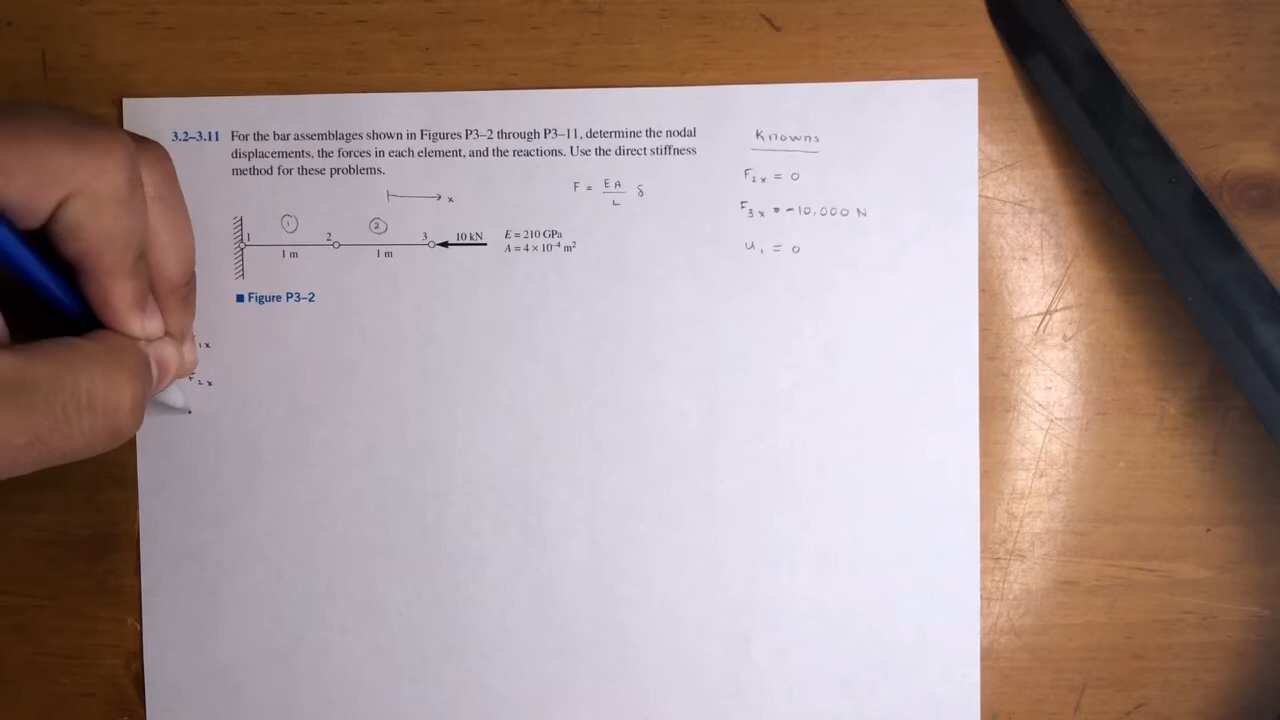 3.2–3.11 For the bar assemblages shown in Figures P3–2 through P3–11, determine the nodal
displacements, the forces in each element, and the reactions. Use the direct stiffness
method for these problems.
Knowns
F = EA/L δ
F2x = 0
x
F3x = -10,000 N
① ②
1 2 3 10 kN E = 210 GPa
u1 = 0
1 m 1 m A = 4 × 10⁻⁴ m²
■ Figure P3–2
F1x
F2x